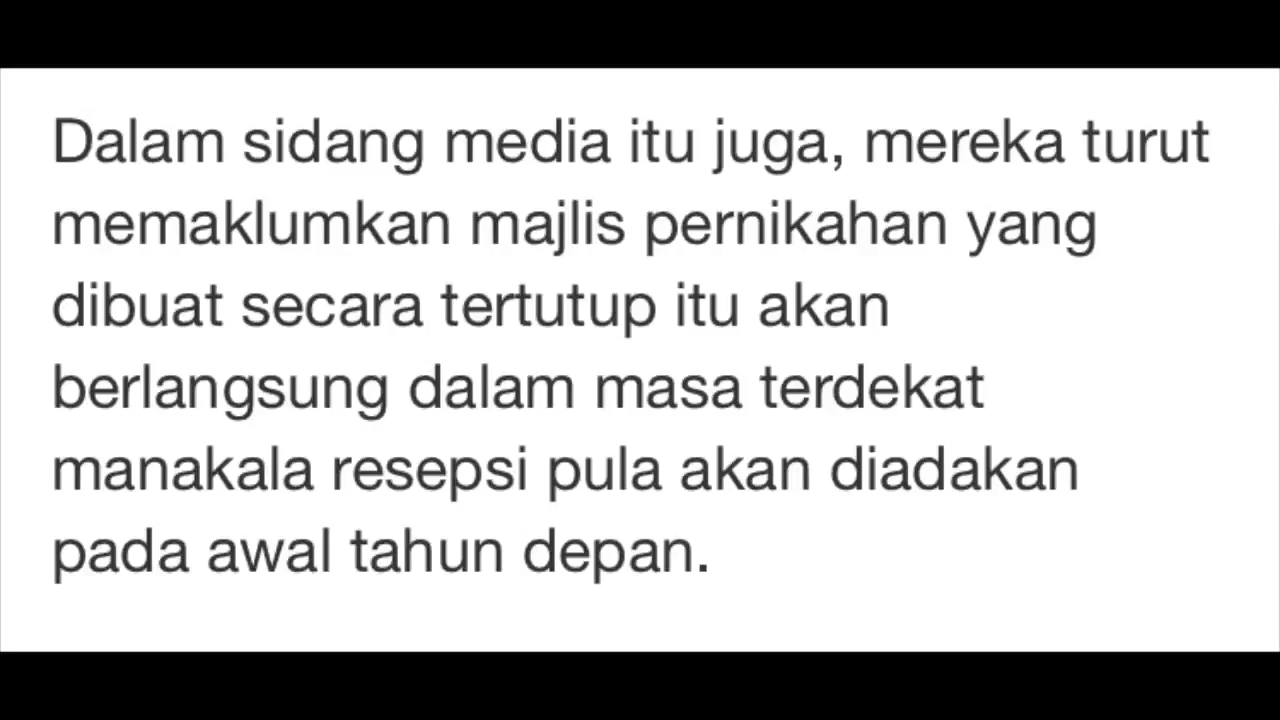 Dalam sidang media itu juga, mereka turut
memaklumkan majlis pernikahan yang
dibuat secara tertutup itu akan
berlangsung dalam masa terdekat
manakala resepsi pula akan diadakan
pada awal tahun depan.